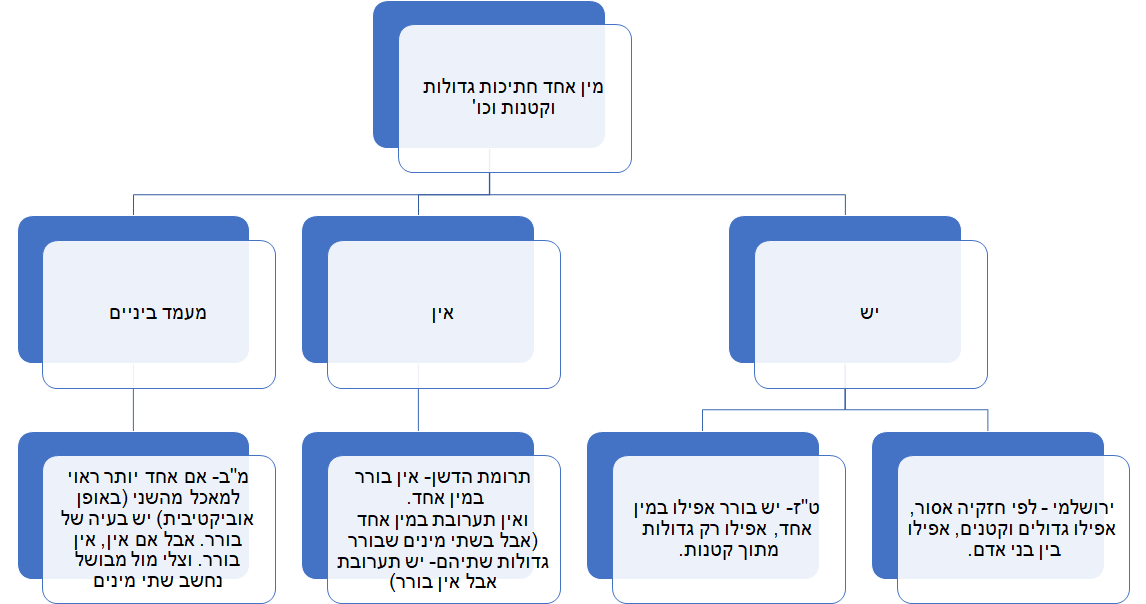 מין אחד חתיכות גדולות
וקטנות וכו'
יש
אין
מעמד ביניים
ירושלמי - לפי חזקיה אסור,
אפילו גדולים וקטנים, אפילו
בין בני אדם.
ט"ז- יש בורר אפילו במין
אחד, אפילו רק גדולות
מתוך קטנות.
תרומת הדשן- אין בורר
במין אחד.
ואין תערובת במין אחד
(אבל בשתי מינים שבורר
גדולות שתיהם- יש תערובת
אבל אין בורר)
מ"ב- אם אחד יותר ראוי
למאכל מהשני (באופן
אוביקטיבית) יש בעיה של
בורר. אבל אם אין, אין
בורר. וצלי מול מבושל
נחשב שתי מינים